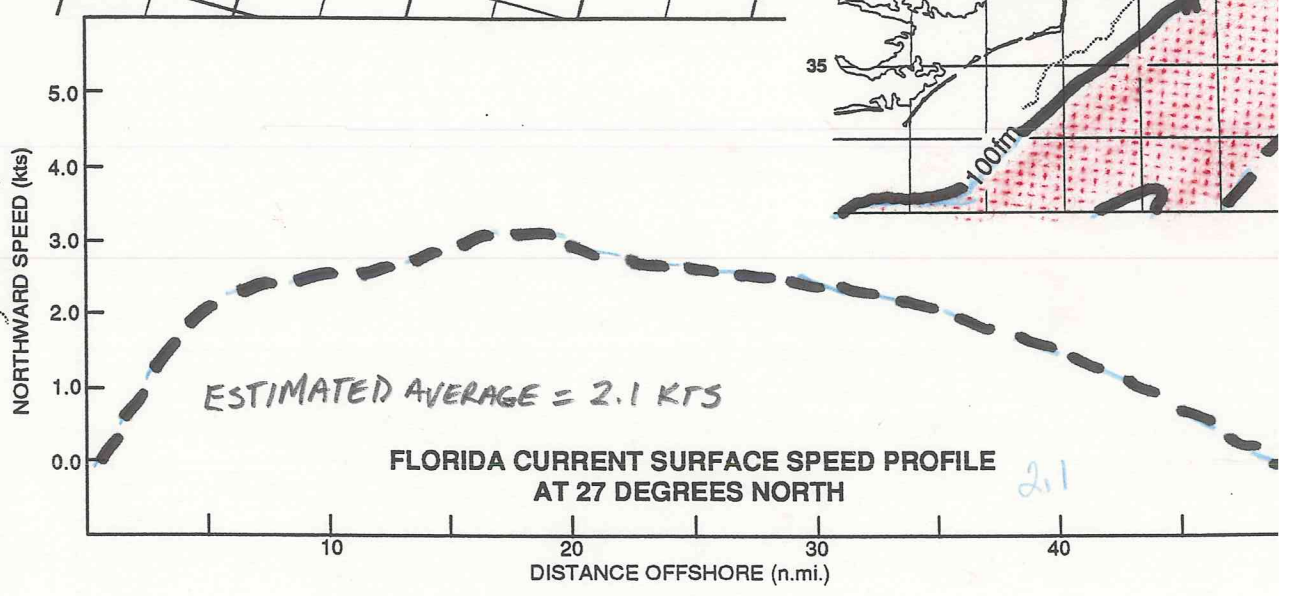 35
100fm
NORTHWARD SPEED (kts)
5.0
4.0
3.0
2.0
1.0
0.0
ESTIMATED AVERAGE = 2.1 KTS
FLORIDA CURRENT SURFACE SPEED PROFILE
AT 27 DEGREES NORTH
2.1
10
20
30
40
DISTANCE OFFSHORE (n.mi.)